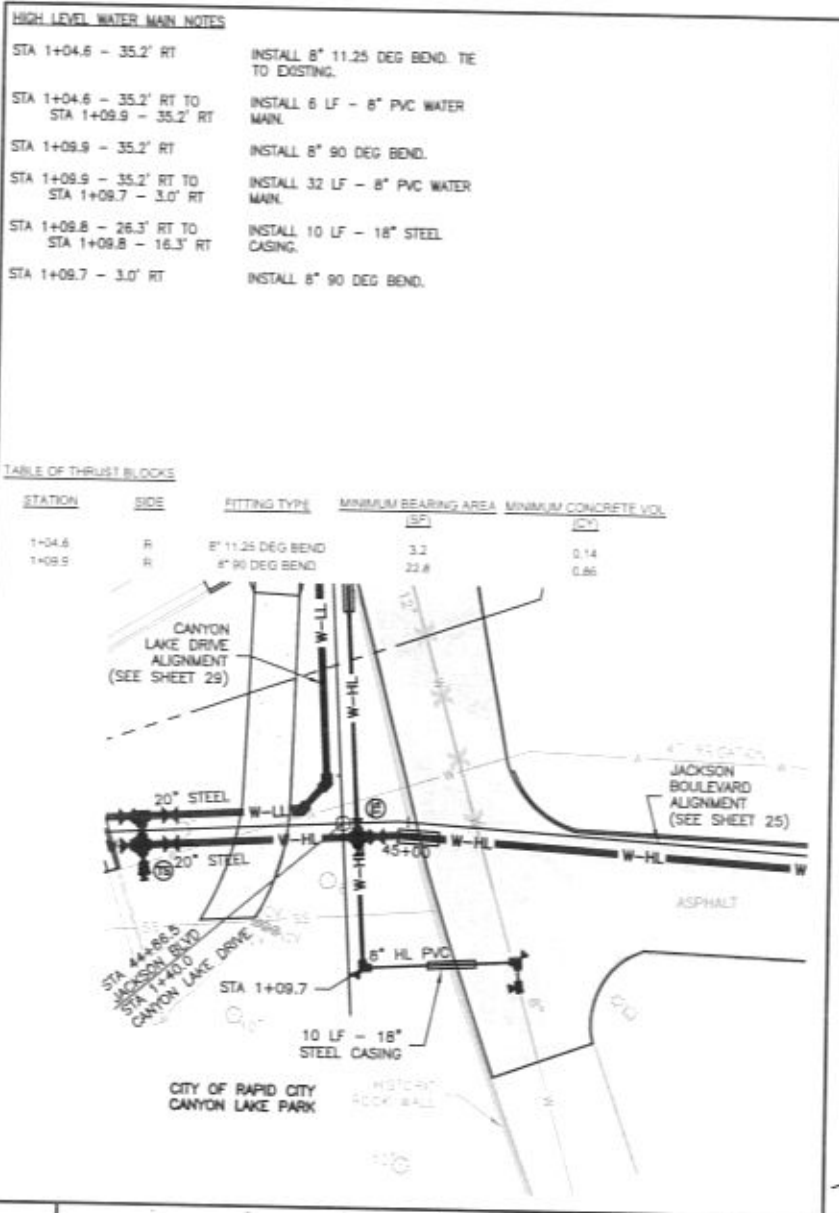 HIGH LEVEL WATER MAIN NOTES
STA 1+04.6 - 35.2' RT INSTALL 8" 11.25 DEG BEND. TIE
TO EXISTING.
STA 1+04.6 - 35.2' RT TO INSTALL 6 LF - 8" PVC WATER
STA 1+09.9 - 35.2' RT MAIN.
STA 1+09.9 - 35.2' RT INSTALL 8" 90 DEG BEND.
STA 1+09.9 - 35.2' RT TO INSTALL 32 LF - 8" PVC WATER
STA 1+09.7 - 3.0' RT MAIN.
STA 1+09.8 - 26.3' RT TO INSTALL 10 LF - 18" STEEL
STA 1+09.8 - 16.3' RT CASING.
STA 1+09.7 - 3.0' RT INSTALL 8" 90 DEG BEND.
TABLE OF THRUST BLOCKS
STATION SIDE FITTING TYPE MINIMUM BEARING AREA MINIMUM CONCRETE VOL
(SF) (CY)
1+04.6 R 8" 11.25 DEG BEND 3.2 0.14
1+09.9 R 8" 90 DEG BEND 22.8 0.86
CANYON
LAKE DRIVE
ALIGNMENT
(SEE SHEET 29)
W-LL
W-HL
12"
20" STEEL
W-LL
JACKSON
BOULEVARD
ALIGNMENT
(SEE SHEET 25)
20" STEEL
W-HL
W-HL
45+00
W-HL
W-HL
W
ASPHALT
STA 44+86.5
JACKSON BLVD
STA 1+40.0
CANYON LAKE DRIVE
SS
8" HL PVC
STA 1+09.7
10 LF - 18"
STEEL CASING
CITY OF RAPID CITY
CANYON LAKE PARK
HISTORIC
ROCK WALL